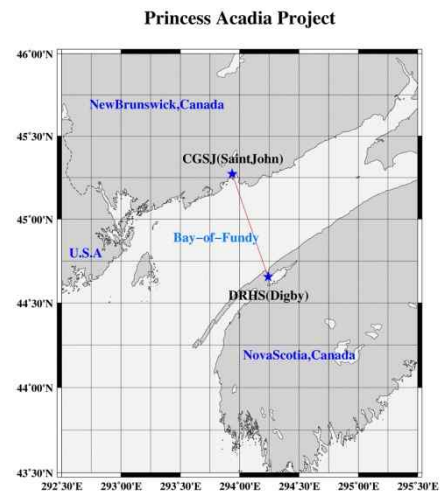 Princess Acadia Project
46˚00'N
NewBrunswick,Canada
45˚30'N
CGSJ(SaintJohn)
45˚00'N
Bay−of−Fundy
U.S.A
DRHS(Digby)
44˚30'N
NovaScotia,Canada
44˚00'N
43˚30'N
292˚30'E 293˚00'E 293˚30'E 294˚00'E 294˚30'E 295˚00'E 295˚30'E